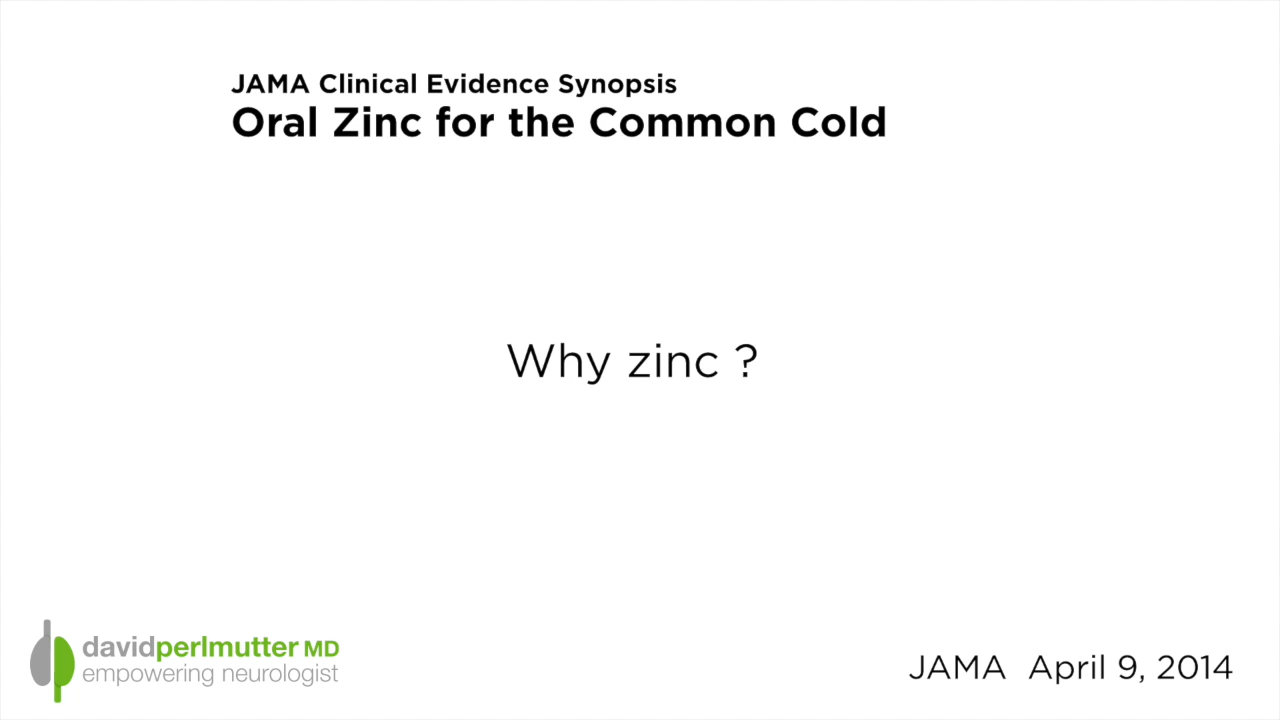 JAMA Clinical Evidence Synopsis
Oral Zinc for the Common Cold
Why zinc ?
davidperlmutter MD
empowering neurologist
JAMA April 9, 2014